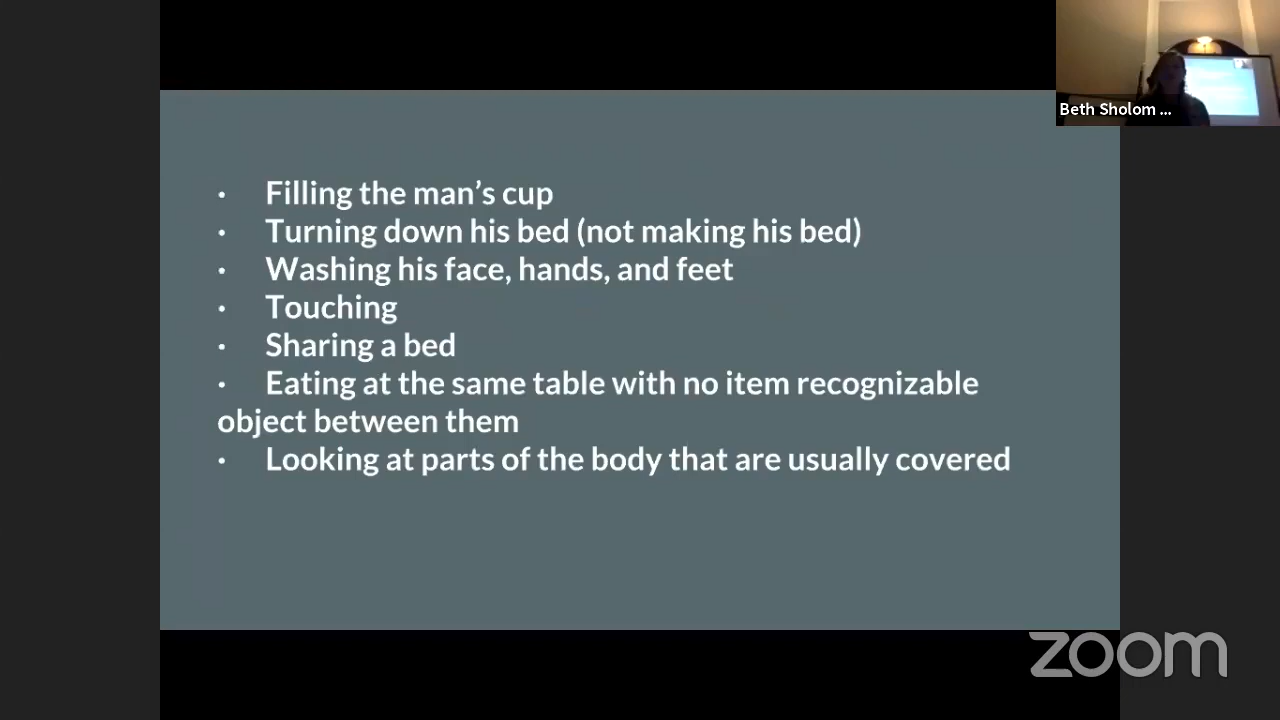 Beth Sholom ...
· Filling the man’s cup
· Turning down his bed (not making his bed)
· Washing his face, hands, and feet
· Touching
· Sharing a bed
· Eating at the same table with no item recognizable
object between them
· Looking at parts of the body that are usually covered
zoom